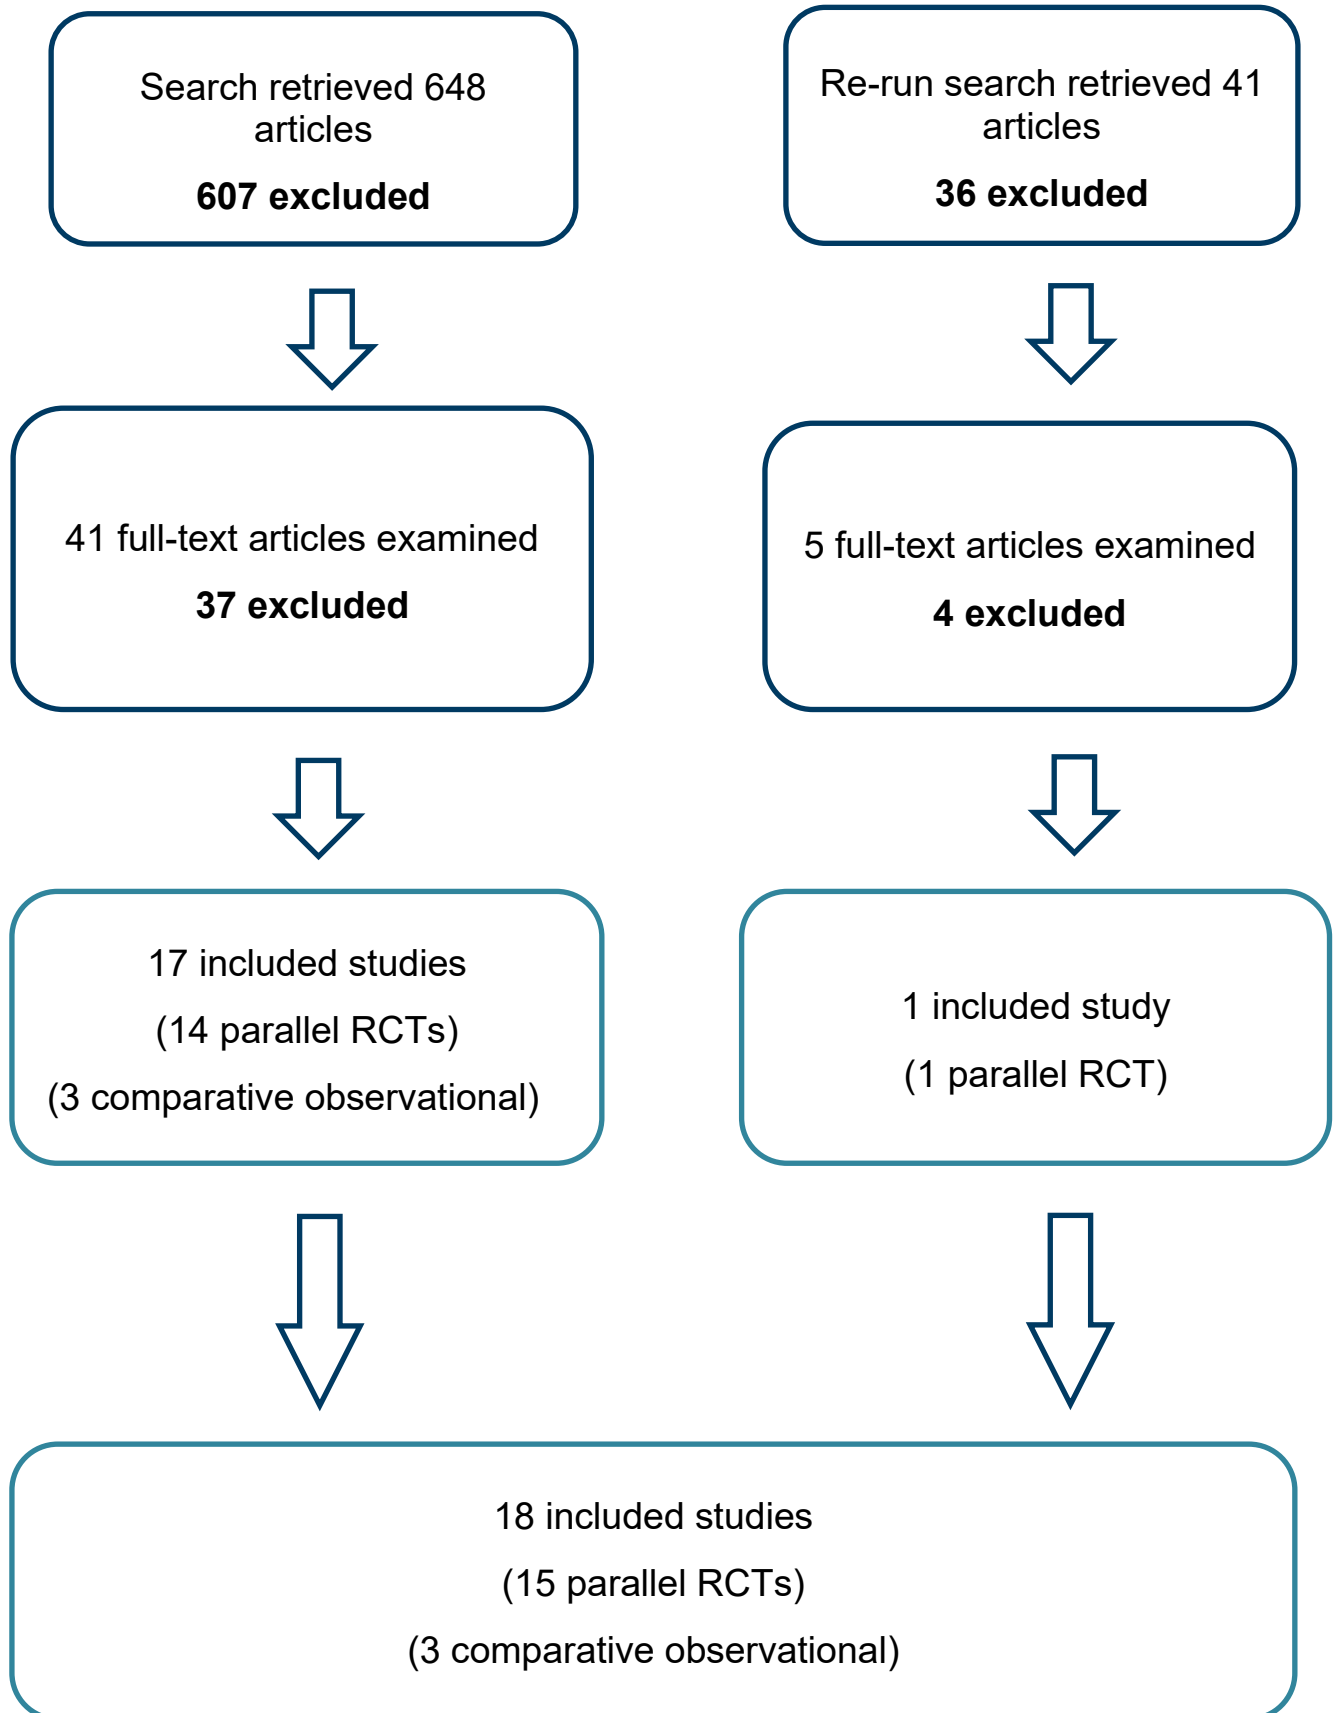 Search retrieved 648
articles
607 excluded
Re-run search retrieved 41
articles
36 excluded
41 full-text articles examined
37 excluded
5 full-text articles examined
4 excluded
17 included studies
(14 parallel RCTs)
(3 comparative observational)
1 included study
(1 parallel RCT)
18 included studies
(15 parallel RCTs)
(3 comparative observational)